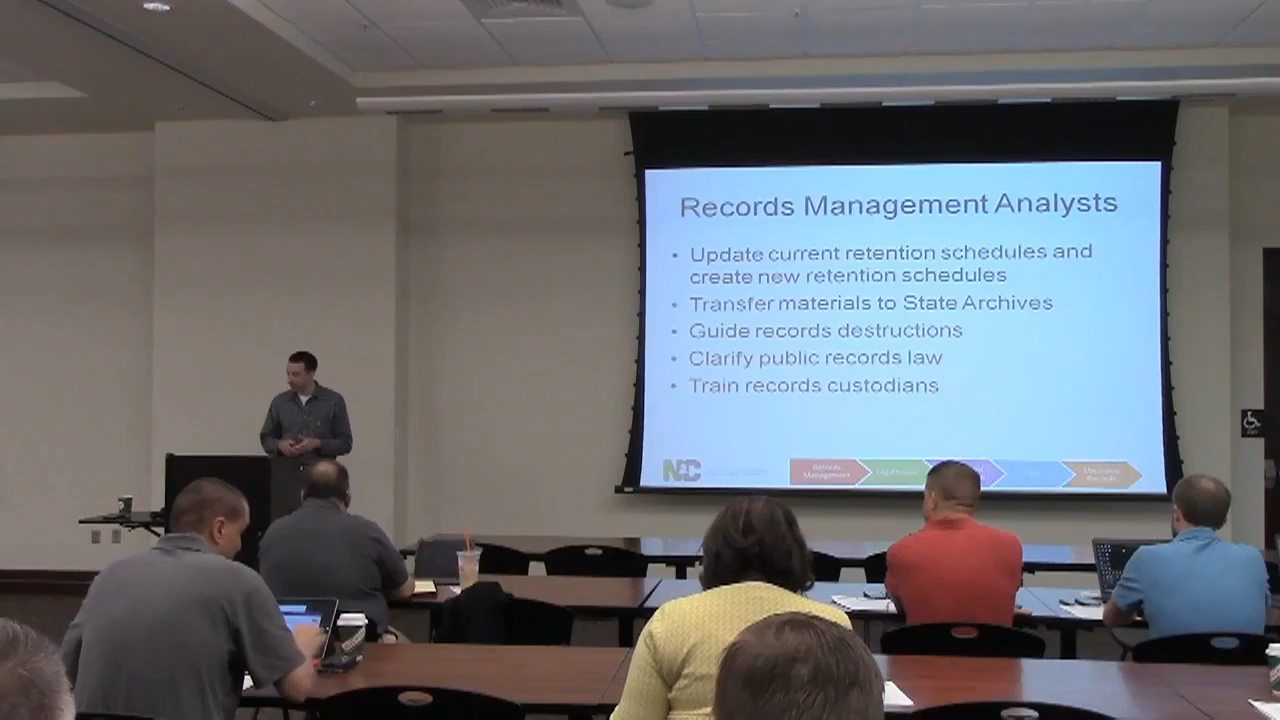 Records Management Analysts
• Update current retention schedules and
create new retention schedules
• Transfer materials to State Archives
• Guide records destructions
• Clarify public records law
• Train records custodians
NC
Records
Management
Electronic
Records